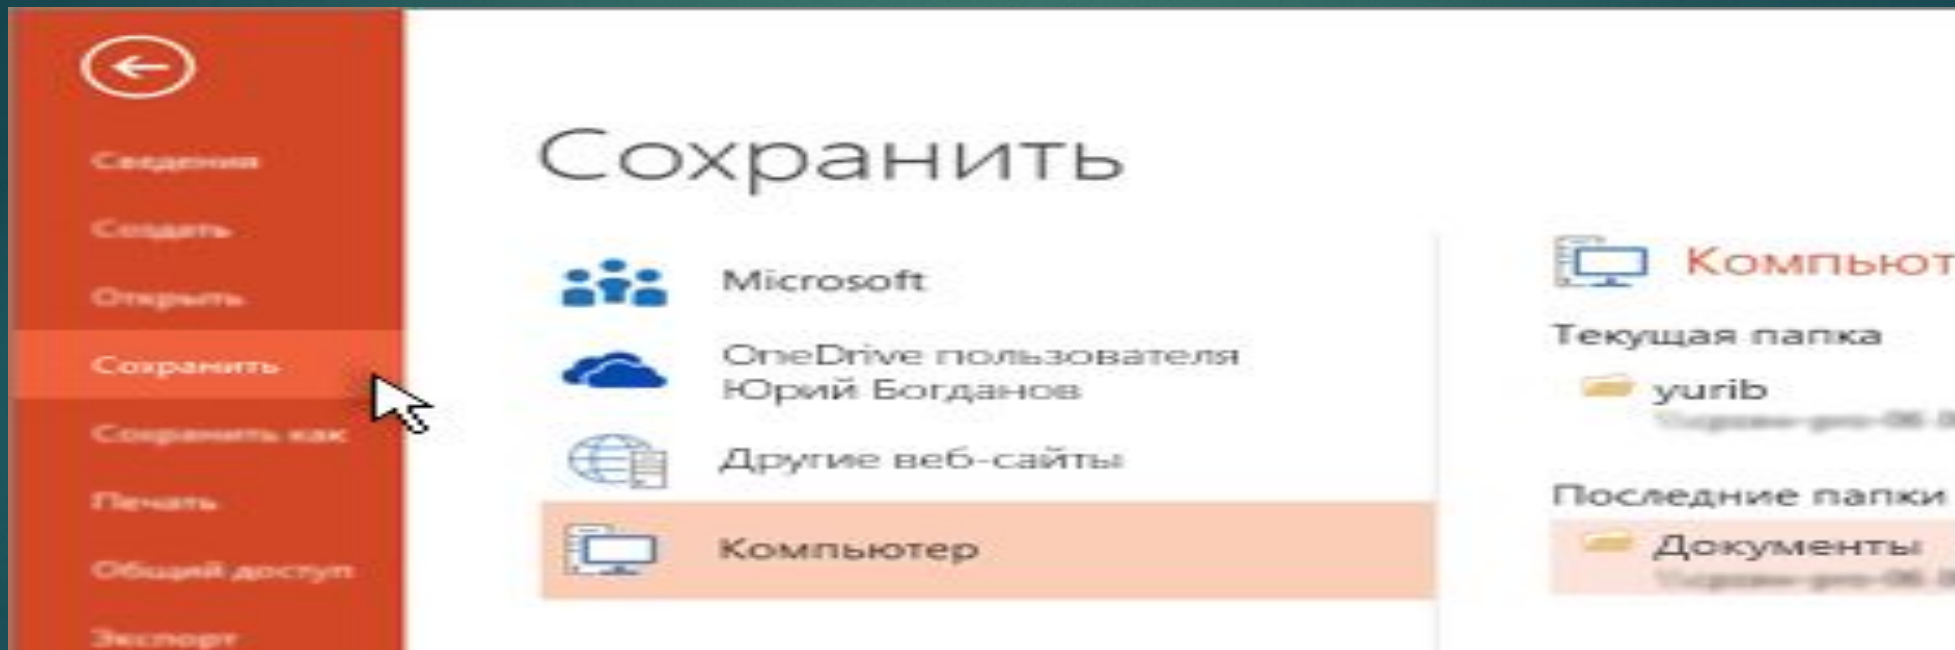 Сведения
Создать
Открыть
Сохранить
Сохранить как
Печать
Общий доступ
Экспорт
Сохранить
Microsoft
OneDrive пользователя
Юрий Богданов
Другие веб-сайты
Компьютер
Компьют
Текущая папка
yurib
Последние папки
Документы